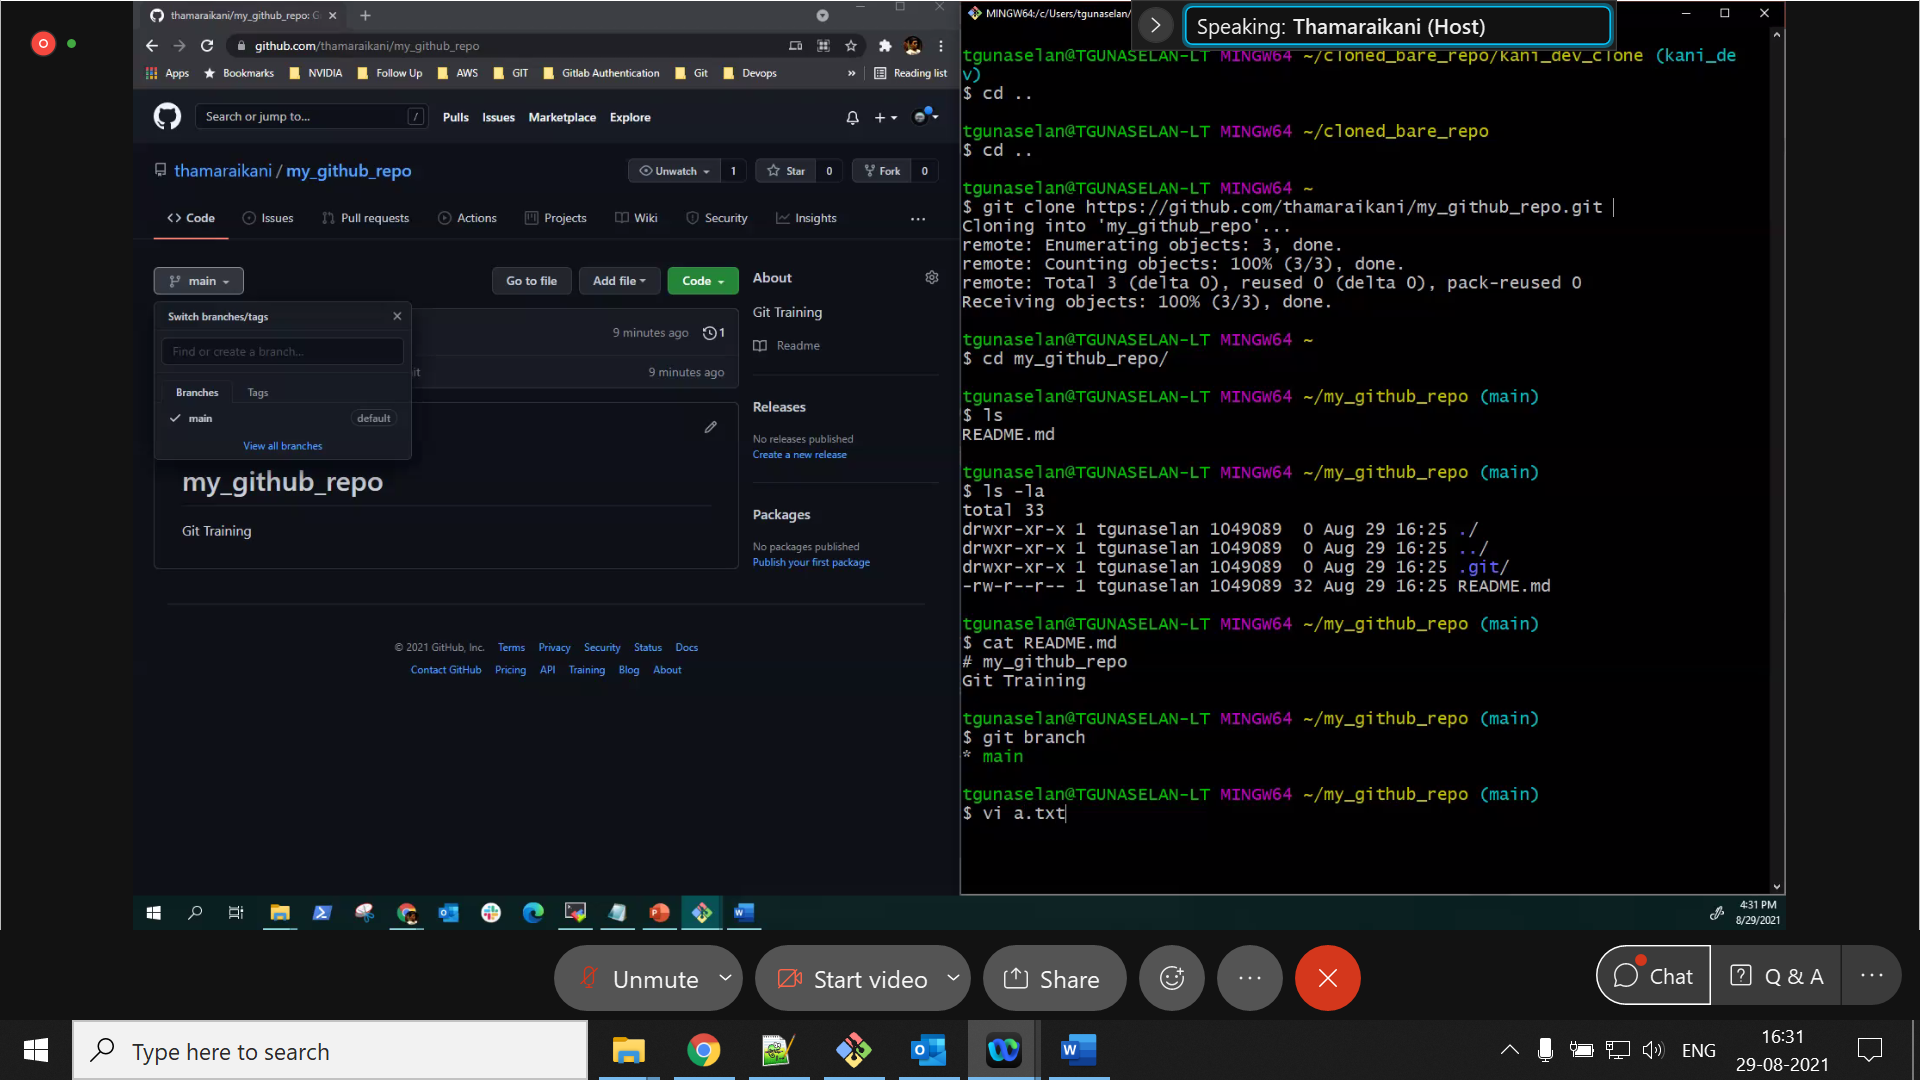 thamaraikani/my_github_repo: G
github.com/thamaraikani/my_github_repo
Apps
Bookmarks
NVIDIA
Follow Up
AWS
GIT
Gitlab Authentication
Git
Devops
»
Reading list
Search or jump to...
/
Pulls
Issues
Marketplace
Explore
thamaraikani / my_github_repo
Unwatch
1
Star
0
Fork
0
Code
Issues
Pull requests
Actions
Projects
Wiki
Security
Insights
main
Go to file
Add file
Code
Switch branches/tags
Find or create a branch...
Branches
Tags
main
default
View all branches
9 minutes ago
1
it
9 minutes ago
my_github_repo
Git Training
About
Git Training
Readme
Releases
No releases published
Create a new release
Packages
No packages published
Publish your first package
© 2021 GitHub, Inc.
Terms
Privacy
Security
Status
Docs
Contact GitHub
Pricing
API
Training
Blog
About
MINGW64:/c/Users/tgunaselan/
Speaking: Thamaraikani (Host)
tgunaselan@TGUNASELAN-LT MINGW64 ~/cloned_bare_repo/kani_dev_clone (kani_de
v)
$ cd ..
tgunaselan@TGUNASELAN-LT MINGW64 ~/cloned_bare_repo
$ cd ..
tgunaselan@TGUNASELAN-LT MINGW64 ~
$ git clone https://github.com/thamaraikani/my_github_repo.git
Cloning into 'my_github_repo'...
remote: Enumerating objects: 3, done.
remote: Counting objects: 100% (3/3), done.
remote: Total 3 (delta 0), reused 0 (delta 0), pack-reused 0
Receiving objects: 100% (3/3), done.
tgunaselan@TGUNASELAN-LT MINGW64 ~
$ cd my_github_repo/
tgunaselan@TGUNASELAN-LT MINGW64 ~/my_github_repo (main)
$ ls
README.md
tgunaselan@TGUNASELAN-LT MINGW64 ~/my_github_repo (main)
$ ls -la
total 33
drwxr-xr-x 1 tgunaselan 1049089  0 Aug 29 16:25 ./
drwxr-xr-x 1 tgunaselan 1049089  0 Aug 29 16:25 ../
drwxr-xr-x 1 tgunaselan 1049089  0 Aug 29 16:25 .git/
-rw-r--r-- 1 tgunaselan 1049089 32 Aug 29 16:25 README.md
tgunaselan@TGUNASELAN-LT MINGW64 ~/my_github_repo (main)
$ cat README.md
# my_github_repo
Git Training
tgunaselan@TGUNASELAN-LT MINGW64 ~/my_github_repo (main)
$ git branch
* main
tgunaselan@TGUNASELAN-LT MINGW64 ~/my_github_repo (main)
$ vi a.txt
4:31 PM
8/29/2021
Unmute
Start video
Share
Chat
Q & A
Type here to search
ENG
16:31
29-08-2021